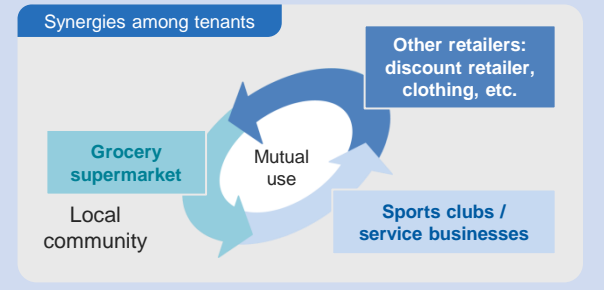 Synergies among tenants
Other retailers:
discount retailer,
clothing, etc.
Grocery
supermarket
Mutual
use
Local
community
Sports clubs /
service businesses